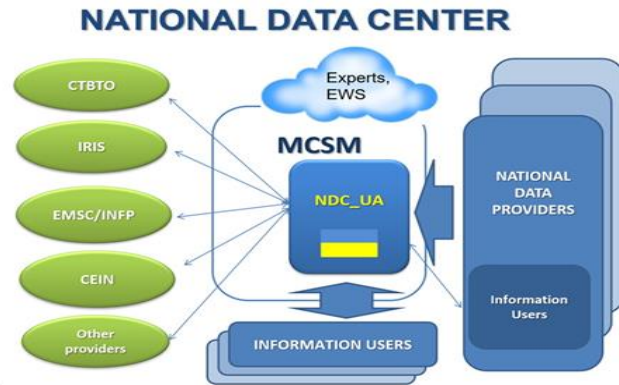 NATIONAL DATA CENTER
CTBTO
IRIS
EMSC/INFP
CEIN
Other
providers
Experts,
EWS
MCSM
NDC_UA
NATIONAL
DATA
PROVIDERS
Information
Users
INFORMATION USERS